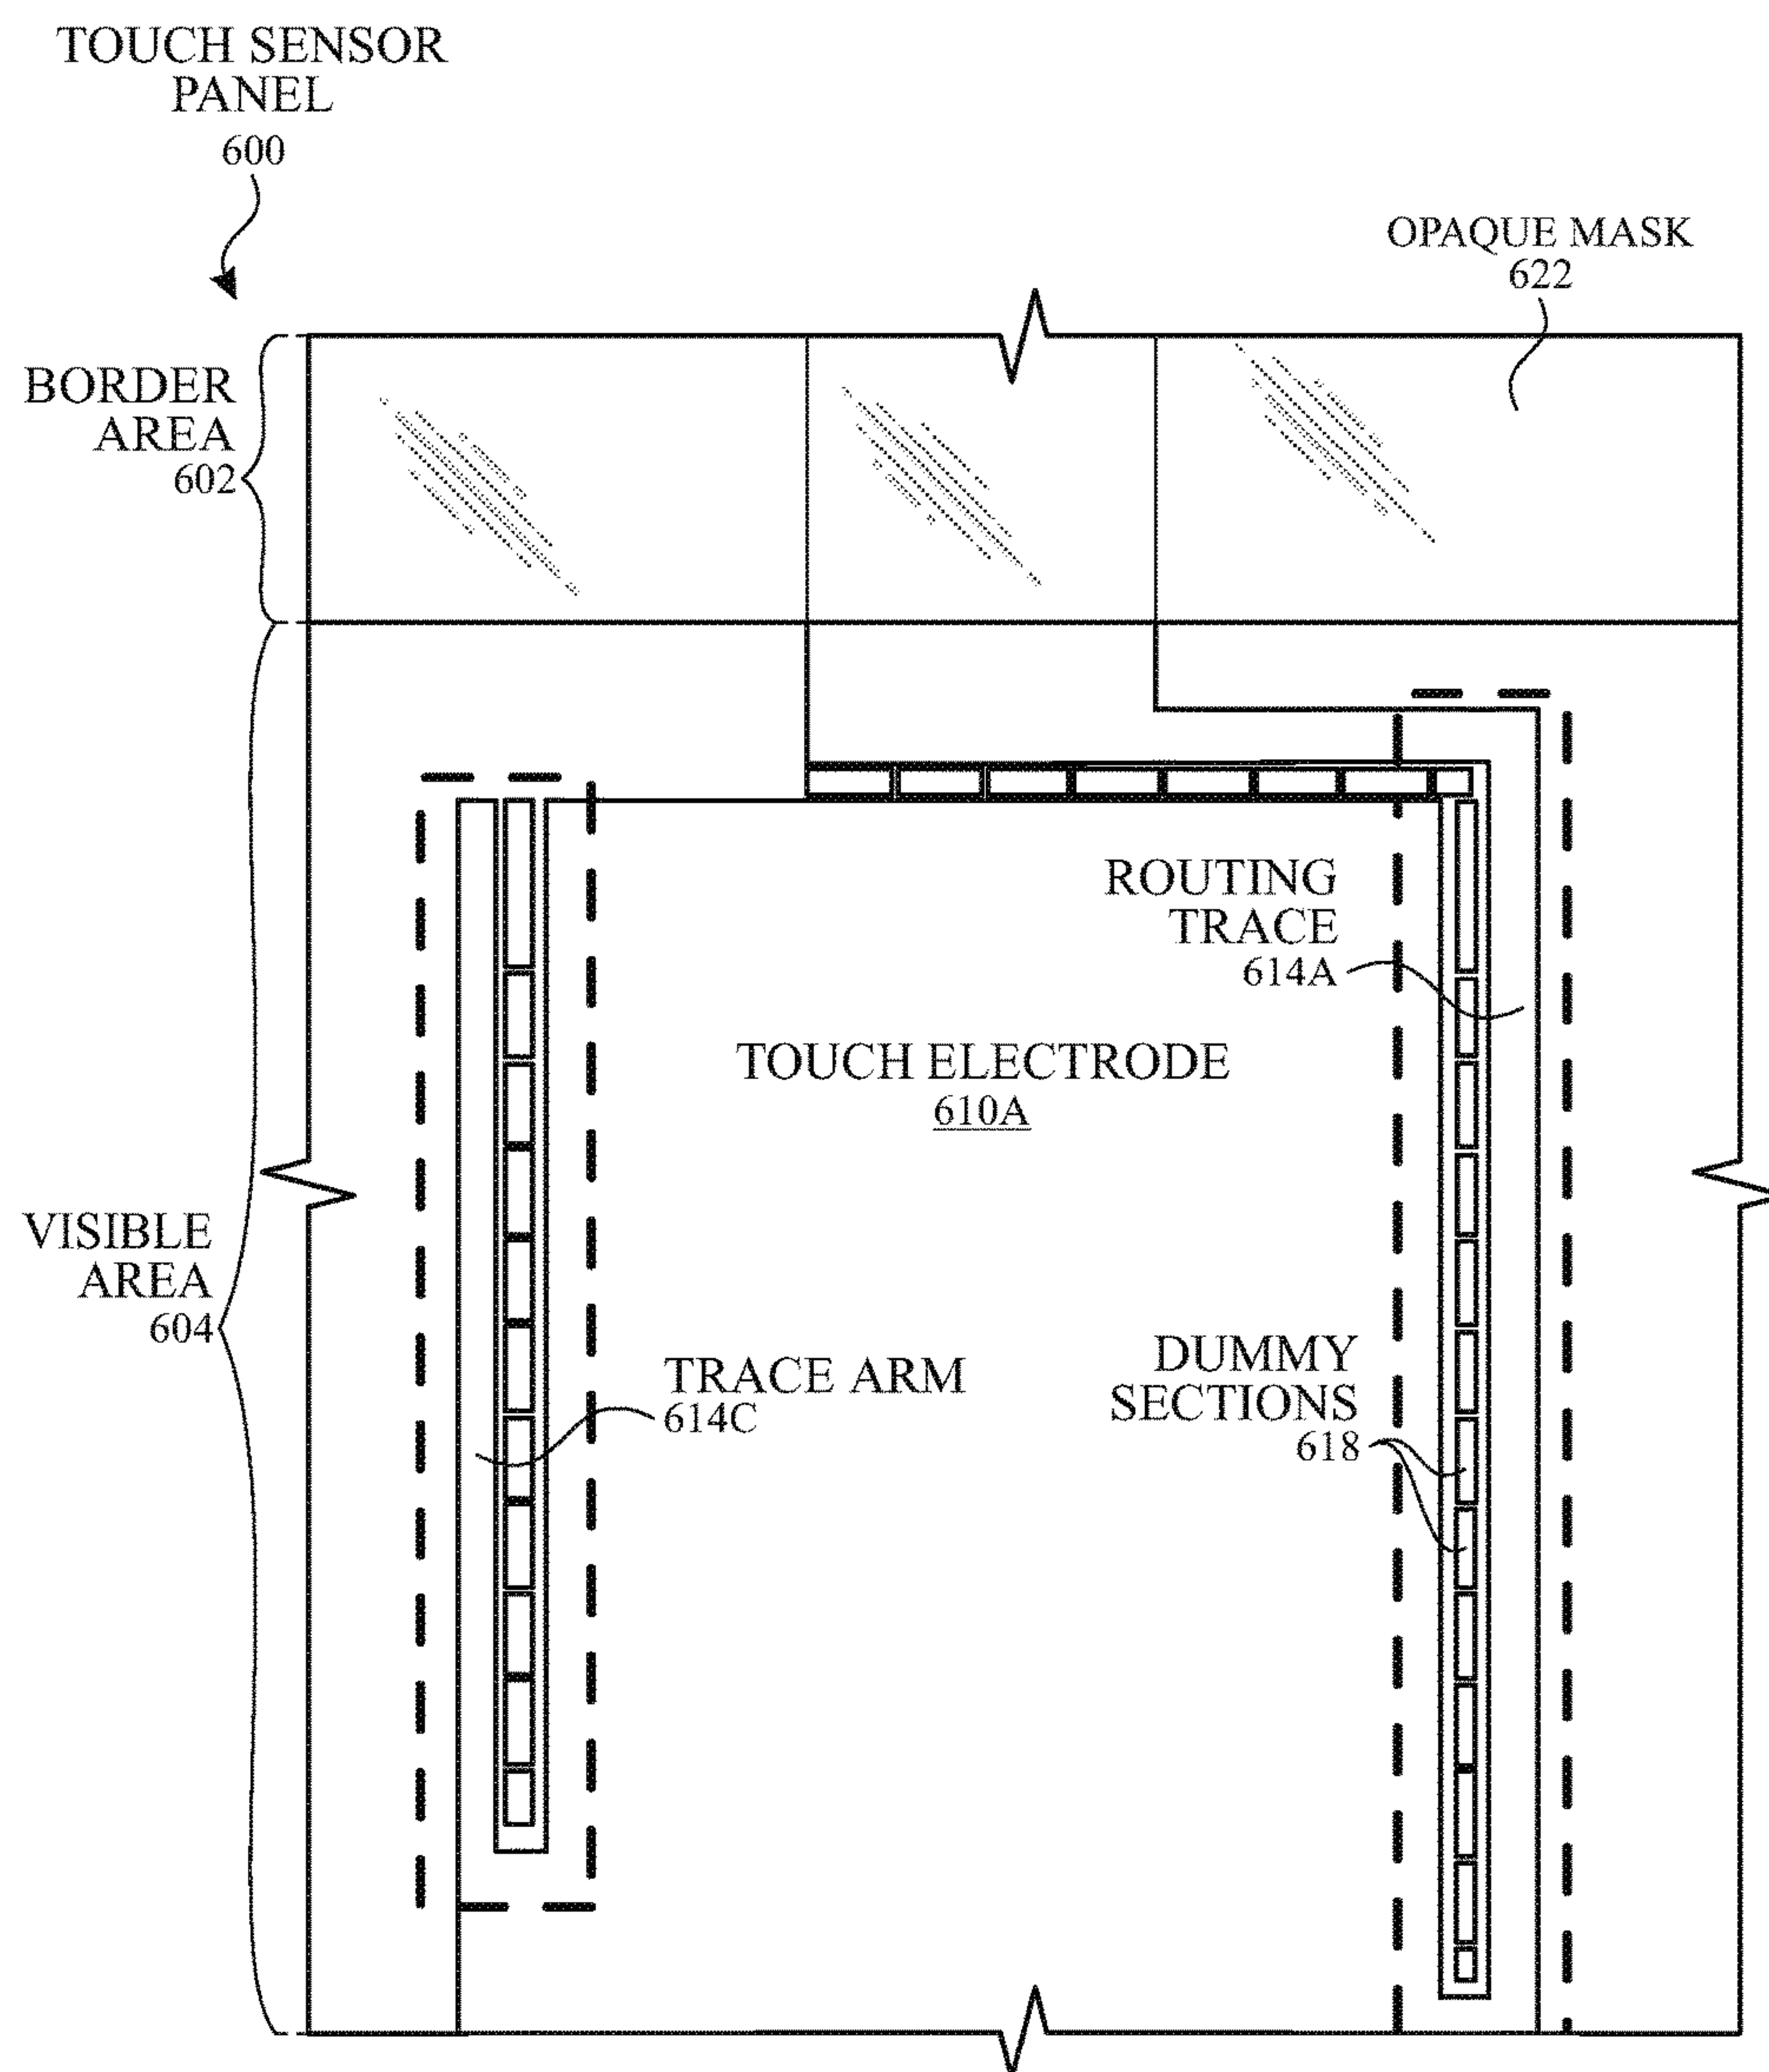 TOUCH SENSOR
PANEL
600
OPAQUE MASK
622
BORDER
AREA
602
ROUTING
TRACE
614A
TOUCH ELECTRODE
610A
VISIBLE
AREA
604
TRACE ARM
614C
DUMMY
SECTIONS
618